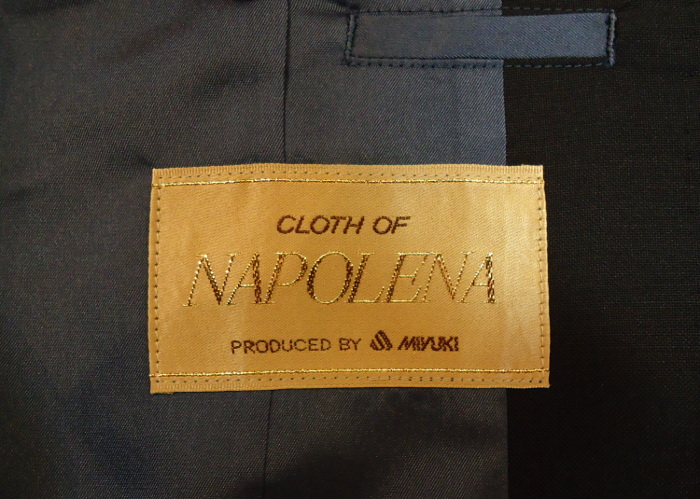 CLOTH OF
NAPOLENA
PRODUCED BY MIYUKI